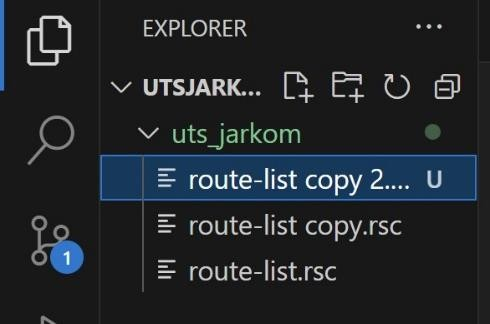 EXPLORER ...
UTSJARK...
uts_jarkom
route-list copy 2.... U
route-list copy.rsc
route-list.rsc
1